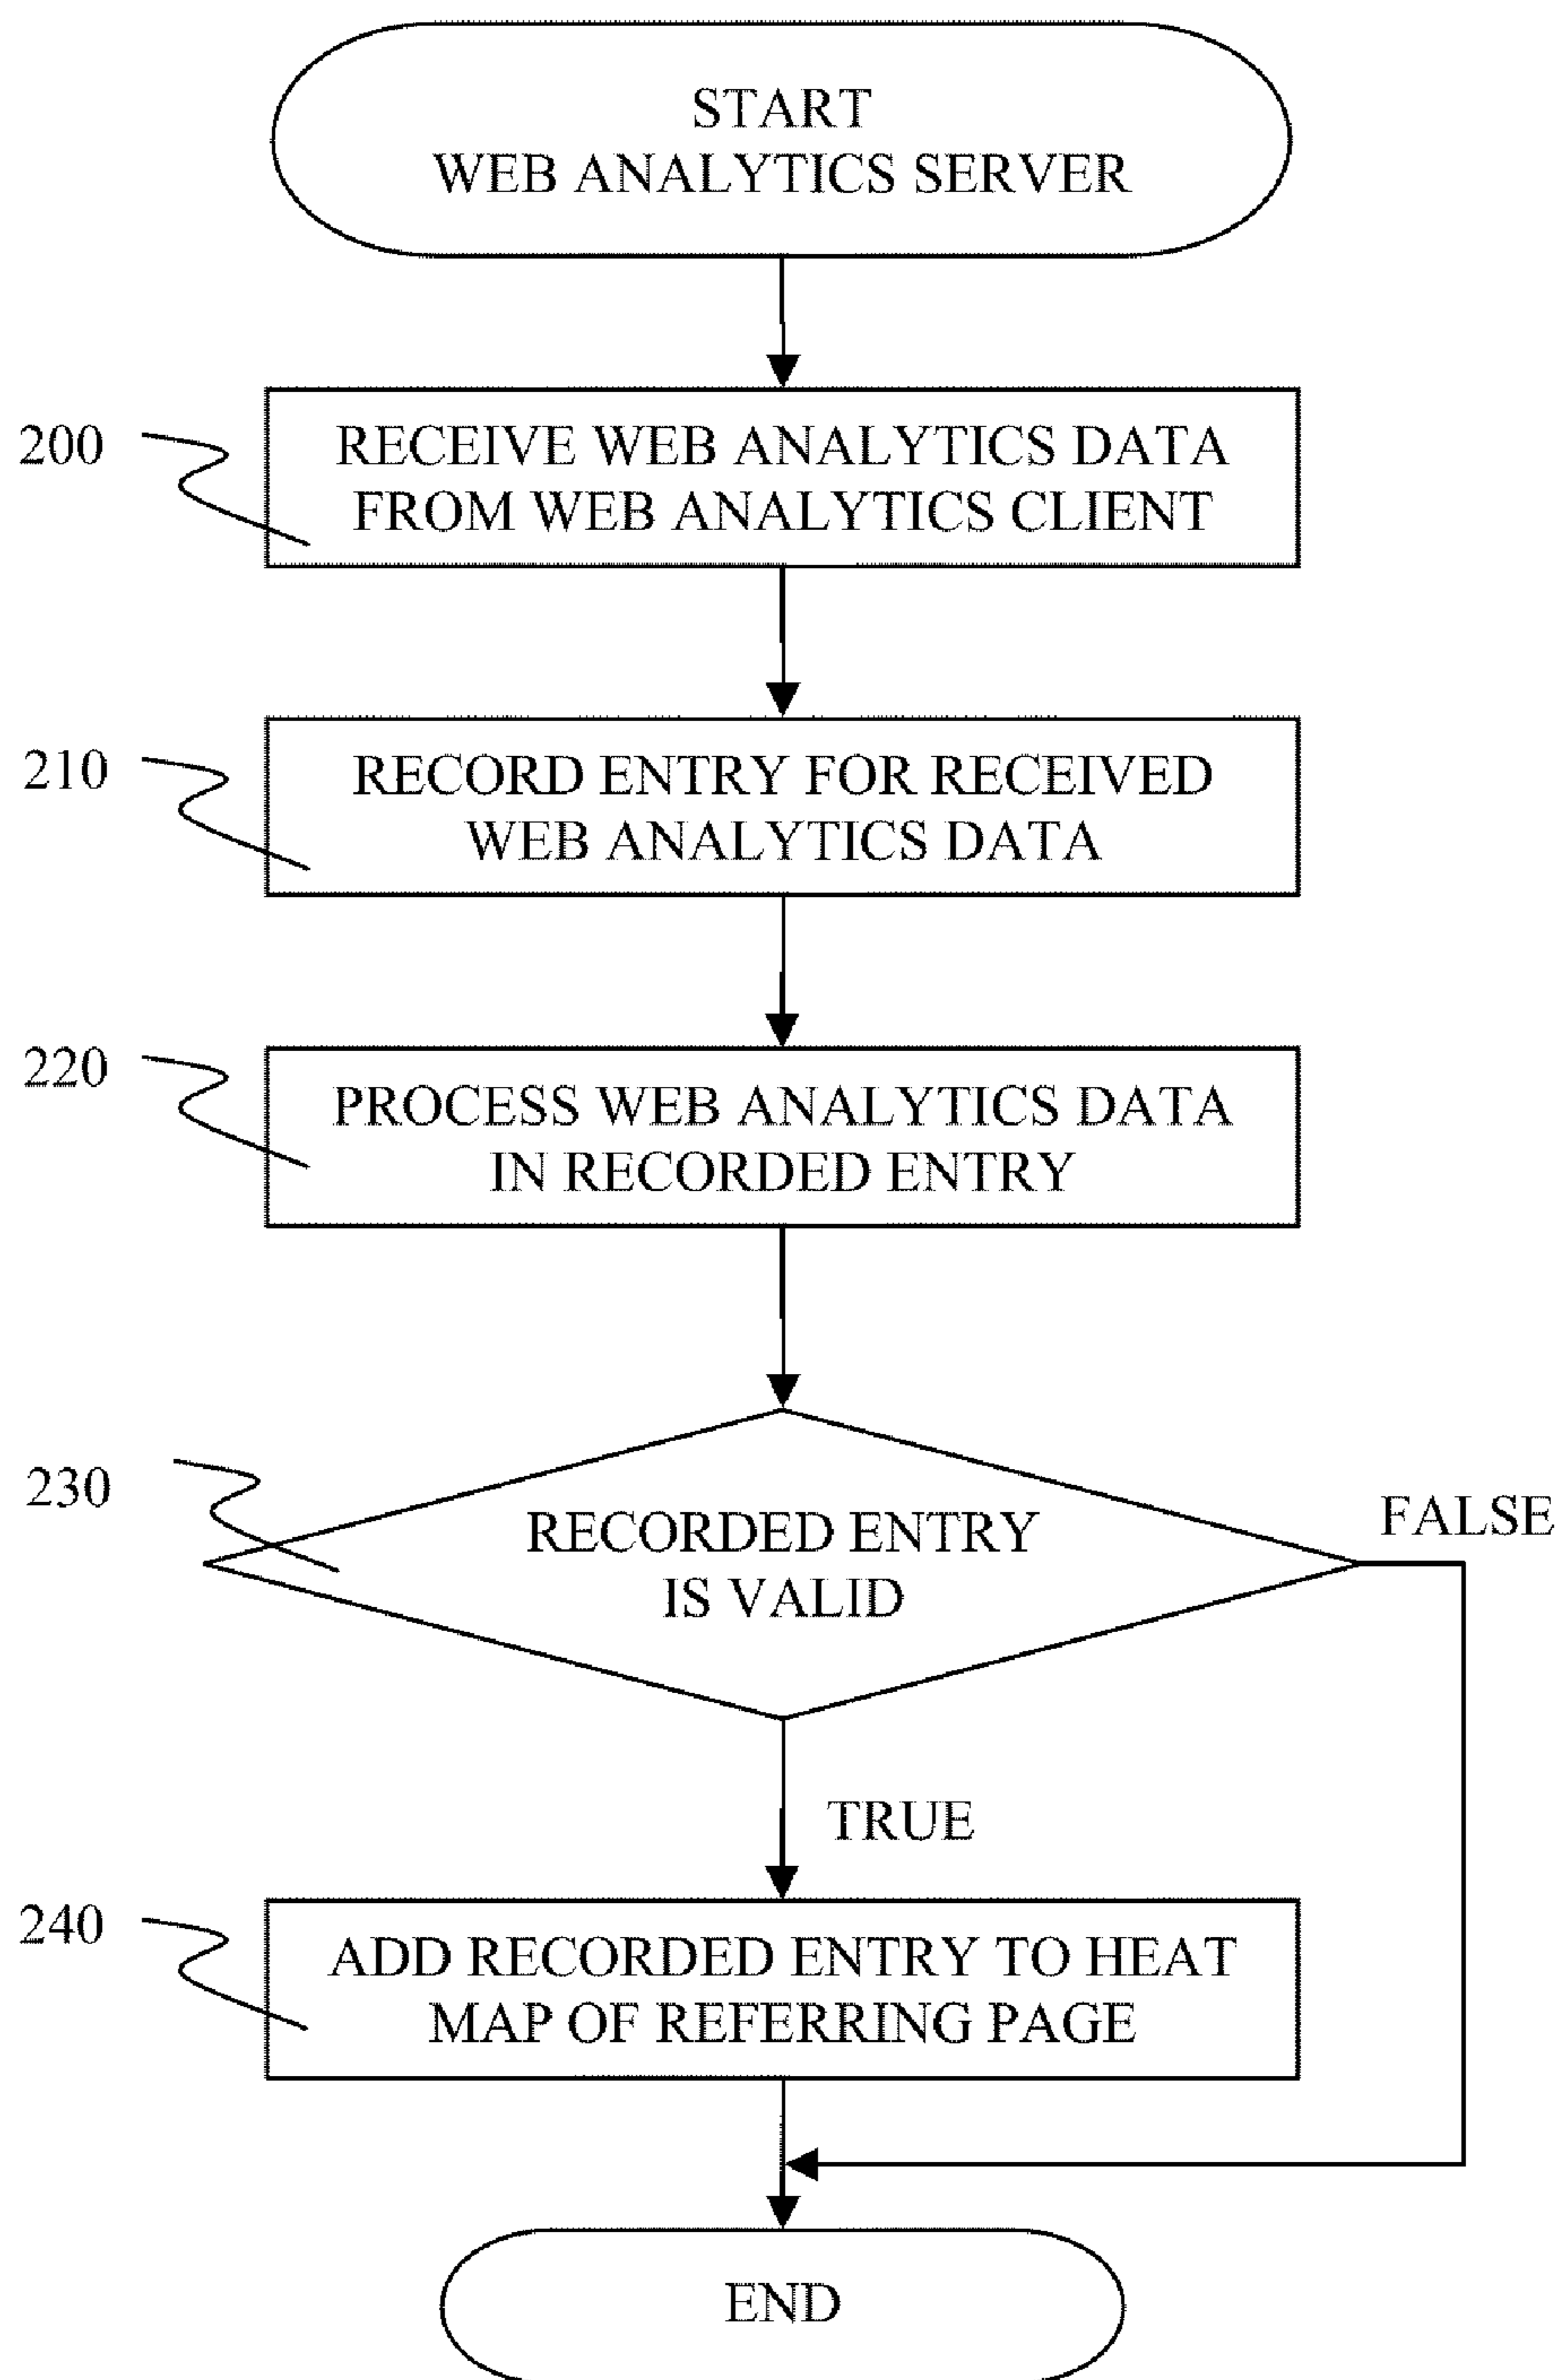 START
WEB ANALYTICS SERVER
200
RECEIVE WEB ANALYTICS DATA
FROM WEB ANALYTICS CLIENT
210
RECORD ENTRY FOR RECEIVED
WEB ANALYTICS DATA
220
PROCESS WEB ANALYTICS DATA
IN RECORDED ENTRY
230
RECORDED ENTRY
IS VALID
FALSE
TRUE
240
ADD RECORDED ENTRY TO HEAT
MAP OF REFERRING PAGE
END